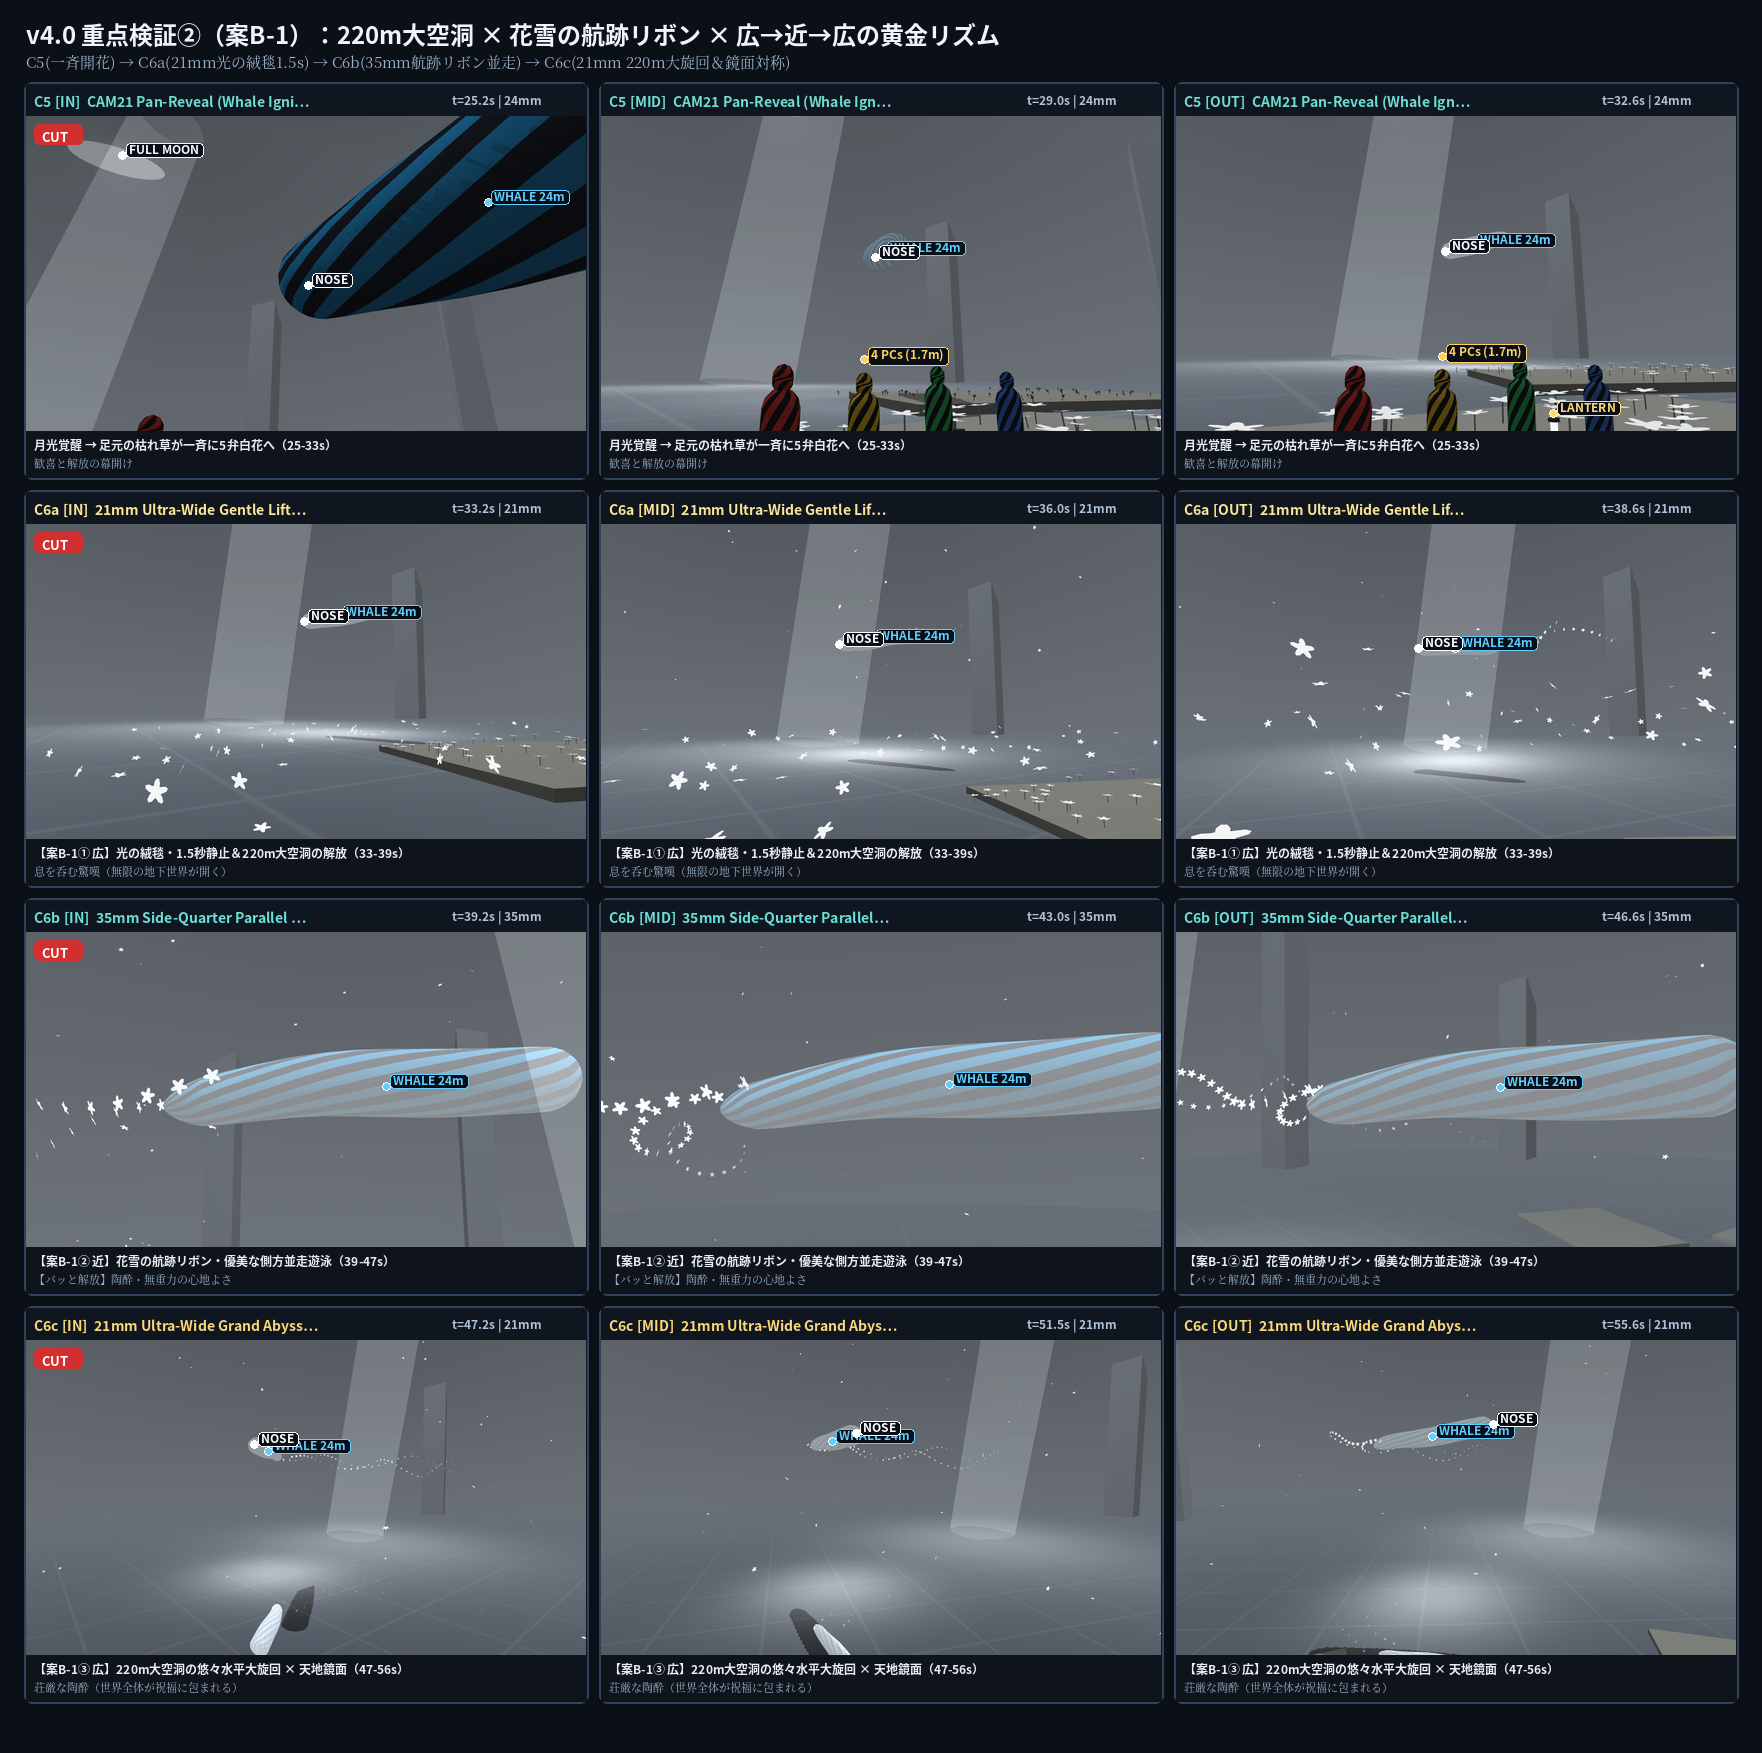 v4.0 重点検証②（案B-1）：220m大空洞 × 花雪の航跡リボン × 広→近→広の黄金リズム
C5(一斉開花) → C6a(21mm光の絨毯1.5s) → C6b(35mm航跡リボン並走) → C6c(21mm 220m大旋回＆鏡面対称)
C5 [IN] CAM21 Pan-Reveal (Whale Igni... t=25.2s | 24mm
CUT
FULL MOON
WHALE 24m
NOSE
月光覚醒 → 足元の枯れ草が一斉に5弁白花へ（25-33s）
歓喜と解放の幕開け
C5 [MID] CAM21 Pan-Reveal (Whale Ign... t=29.0s | 24mm
WHALE 24m
NOSE
4 PCs (1.7m)
月光覚醒 → 足元の枯れ草が一斉に5弁白花へ（25-33s）
歓喜と解放の幕開け
C5 [OUT] CAM21 Pan-Reveal (Whale Ign... t=32.6s | 24mm
WHALE 24m
NOSE
4 PCs (1.7m)
LANTERN
月光覚醒 → 足元の枯れ草が一斉に5弁白花へ（25-33s）
歓喜と解放の幕開け
C6a [IN] 21mm Ultra-Wide Gentle Lift... t=33.2s | 21mm
CUT
NOSE
WHALE 24m
【案B-1① 広】光の絨毯・1.5秒静止＆220m大空洞の解放（33-39s）
息を呑む驚嘆（無限の地下世界が開く）
C6a [MID] 21mm Ultra-Wide Gentle Lif... t=36.0s | 21mm
NOSE
WHALE 24m
【案B-1① 広】光の絨毯・1.5秒静止＆220m大空洞の解放（33-39s）
息を呑む驚嘆（無限の地下世界が開く）
C6a [OUT] 21mm Ultra-Wide Gentle Lif... t=38.6s | 21mm
NOSE
WHALE 24m
【案B-1① 広】光の絨毯・1.5秒静止＆220m大空洞の解放（33-39s）
息を呑む驚嘆（無限の地下世界が開く）
C6b [IN] 35mm Side-Quarter Parallel ... t=39.2s | 35mm
CUT
WHALE 24m
【案B-1② 近】花雪の航跡リボン・優美な側方並走遊泳（39-47s）
【パッと解放】陶酔・無重力の心地よさ
C6b [MID] 35mm Side-Quarter Parallel... t=43.0s | 35mm
WHALE 24m
【案B-1② 近】花雪の航跡リボン・優美な側方並走遊泳（39-47s）
【パッと解放】陶酔・無重力の心地よさ
C6b [OUT] 35mm Side-Quarter Parallel... t=46.6s | 35mm
WHALE 24m
【案B-1② 近】花雪の航跡リボン・優美な側方並走遊泳（39-47s）
【パッと解放】陶酔・無重力の心地よさ
C6c [IN] 21mm Ultra-Wide Grand Abyss... t=47.2s | 21mm
CUT
NOSE
WHALE 24m
【案B-1③ 広】220m大空洞の悠々水平大旋回 × 天地鏡面（47-56s）
荘厳な陶酔（世界全体が祝福に包まれる）
C6c [MID] 21mm Ultra-Wide Grand Abys... t=51.5s | 21mm
NOSE
WHALE 24m
【案B-1③ 広】220m大空洞の悠々水平大旋回 × 天地鏡面（47-56s）
荘厳な陶酔（世界全体が祝福に包まれる）
C6c [OUT] 21mm Ultra-Wide Grand Abys... t=55.6s | 21mm
NOSE
WHALE 24m
【案B-1③ 広】220m大空洞の悠々水平大旋回 × 天地鏡面（47-56s）
荘厳な陶酔（世界全体が祝福に包まれる）